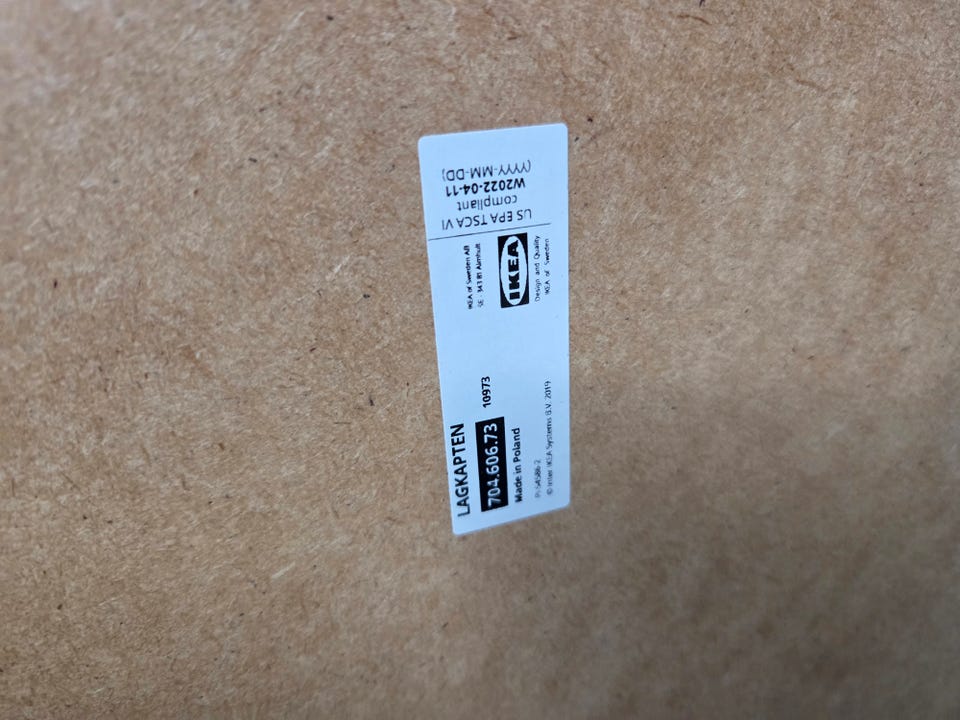 LAGKAPTEN
704.606.73 10973
Made in Poland
© Inter IKEA Systems B.V. 2019
IKEA of Sweden AB
SE - 343 81 Älmhult
IKEA
Design and Quality
IKEA of Sweden
US EPA TSCA VI
compliant
W2022-04-11
(YYYY-MM-DD)